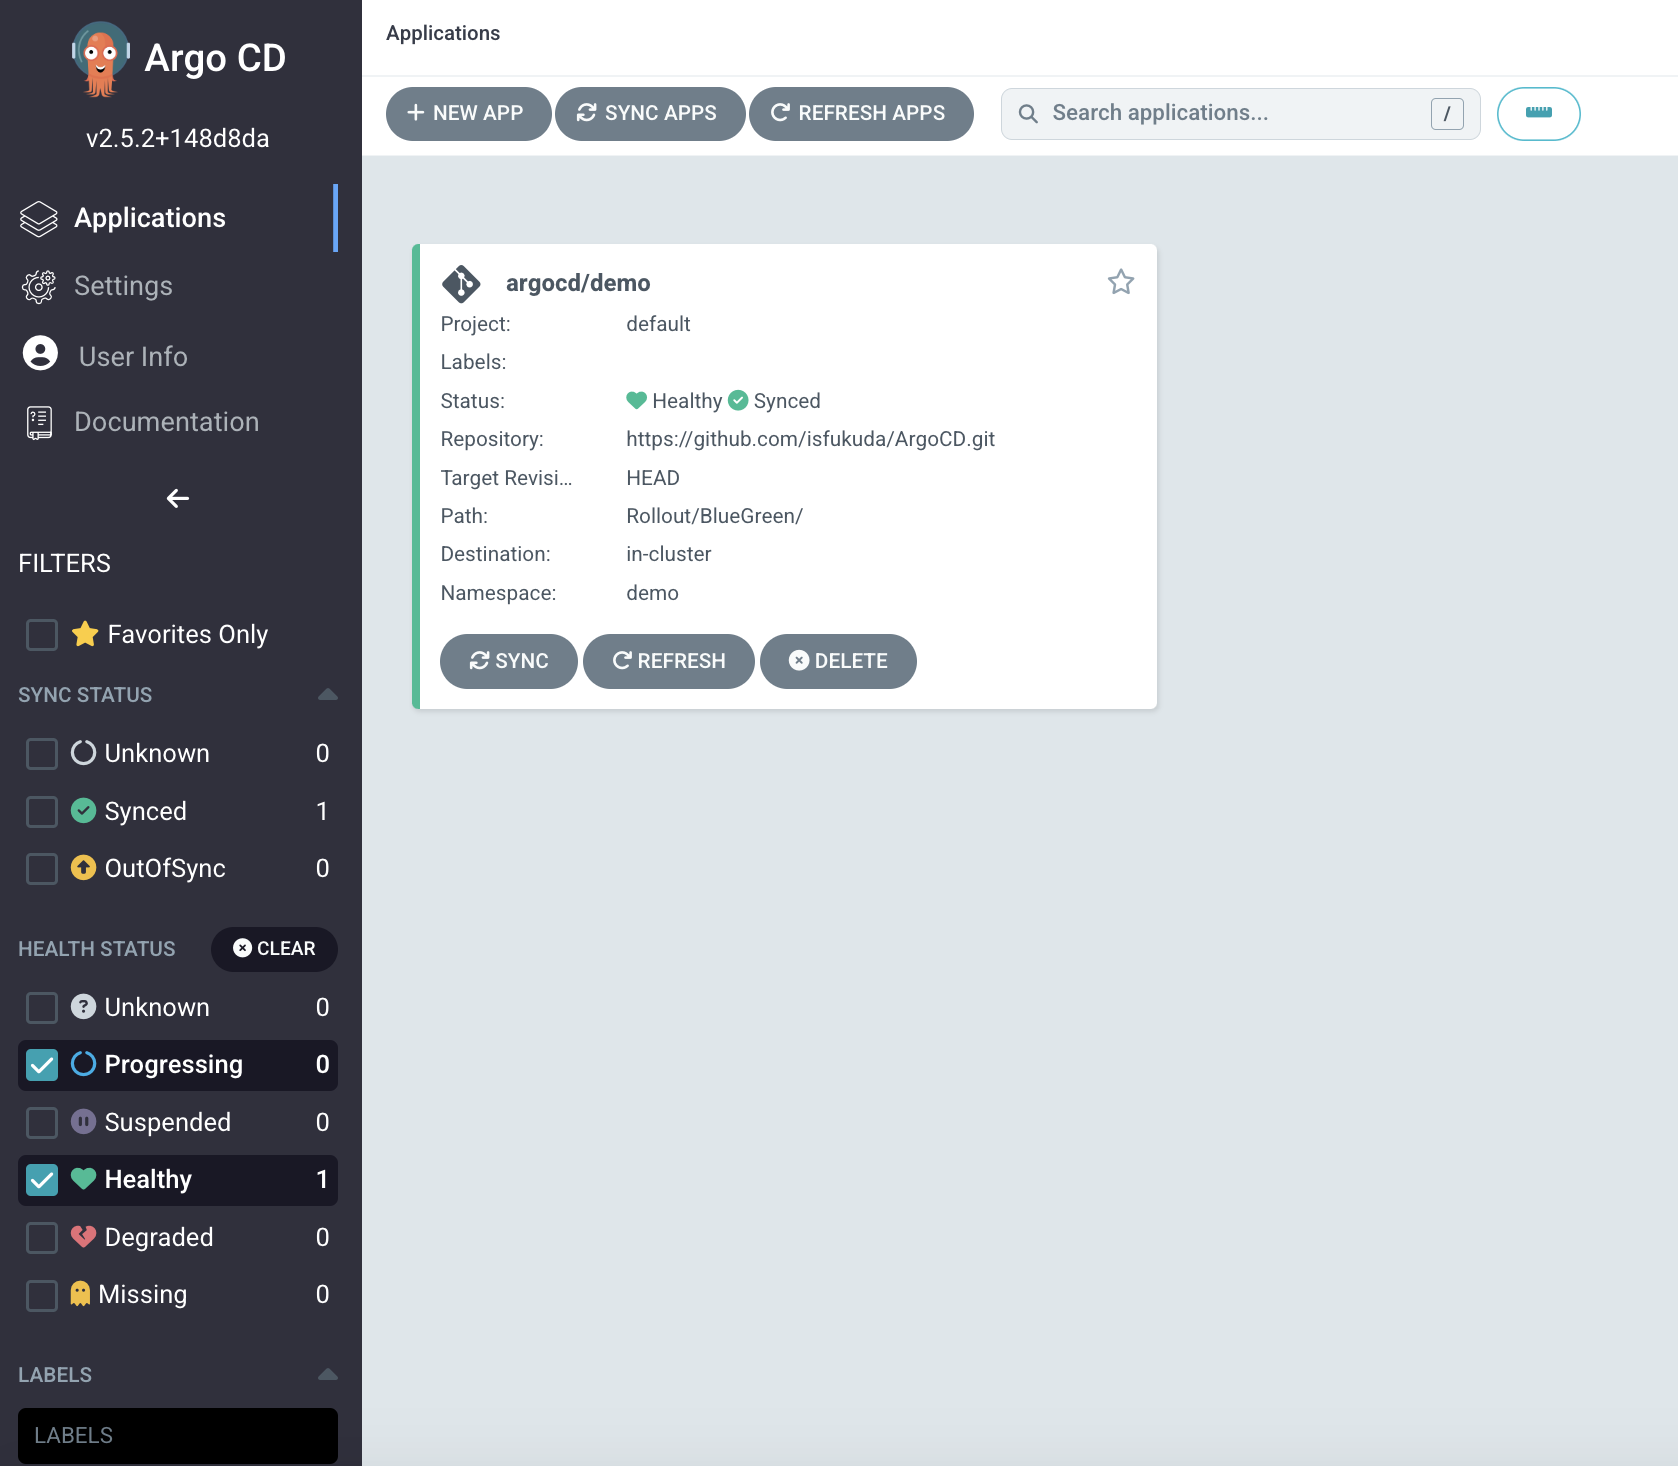 Argo CD
v2.5.2+148d8da
Applications
Settings
User Info
Documentation
FILTERS
Favorites Only
SYNC STATUS
Unknown 0
Synced 1
OutOfSync 0
HEALTH STATUS CLEAR
Unknown 0
Progressing 0
Suspended 0
Healthy 1
Degraded 0
Missing 0
LABELS
LABELS
Applications
+ NEW APP SYNC APPS REFRESH APPS Search applications... /
argocd/demo
Project: default
Labels:
Status: Healthy Synced
Repository: https://github.com/isfukuda/ArgoCD.git
Target Revisi... HEAD
Path: Rollout/BlueGreen/
Destination: in-cluster
Namespace: demo
SYNC REFRESH DELETE